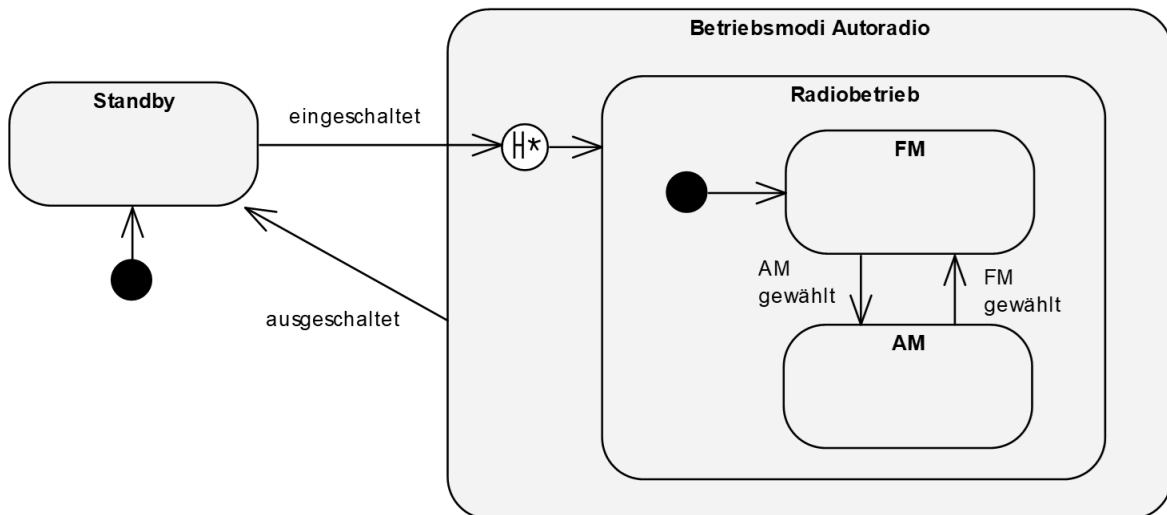 Betriebsmodi Autoradio
Standby
Radiobetrieb
eingeschaltet
H*
FM
AM
gewählt
FM
gewählt
ausgeschaltet
AM